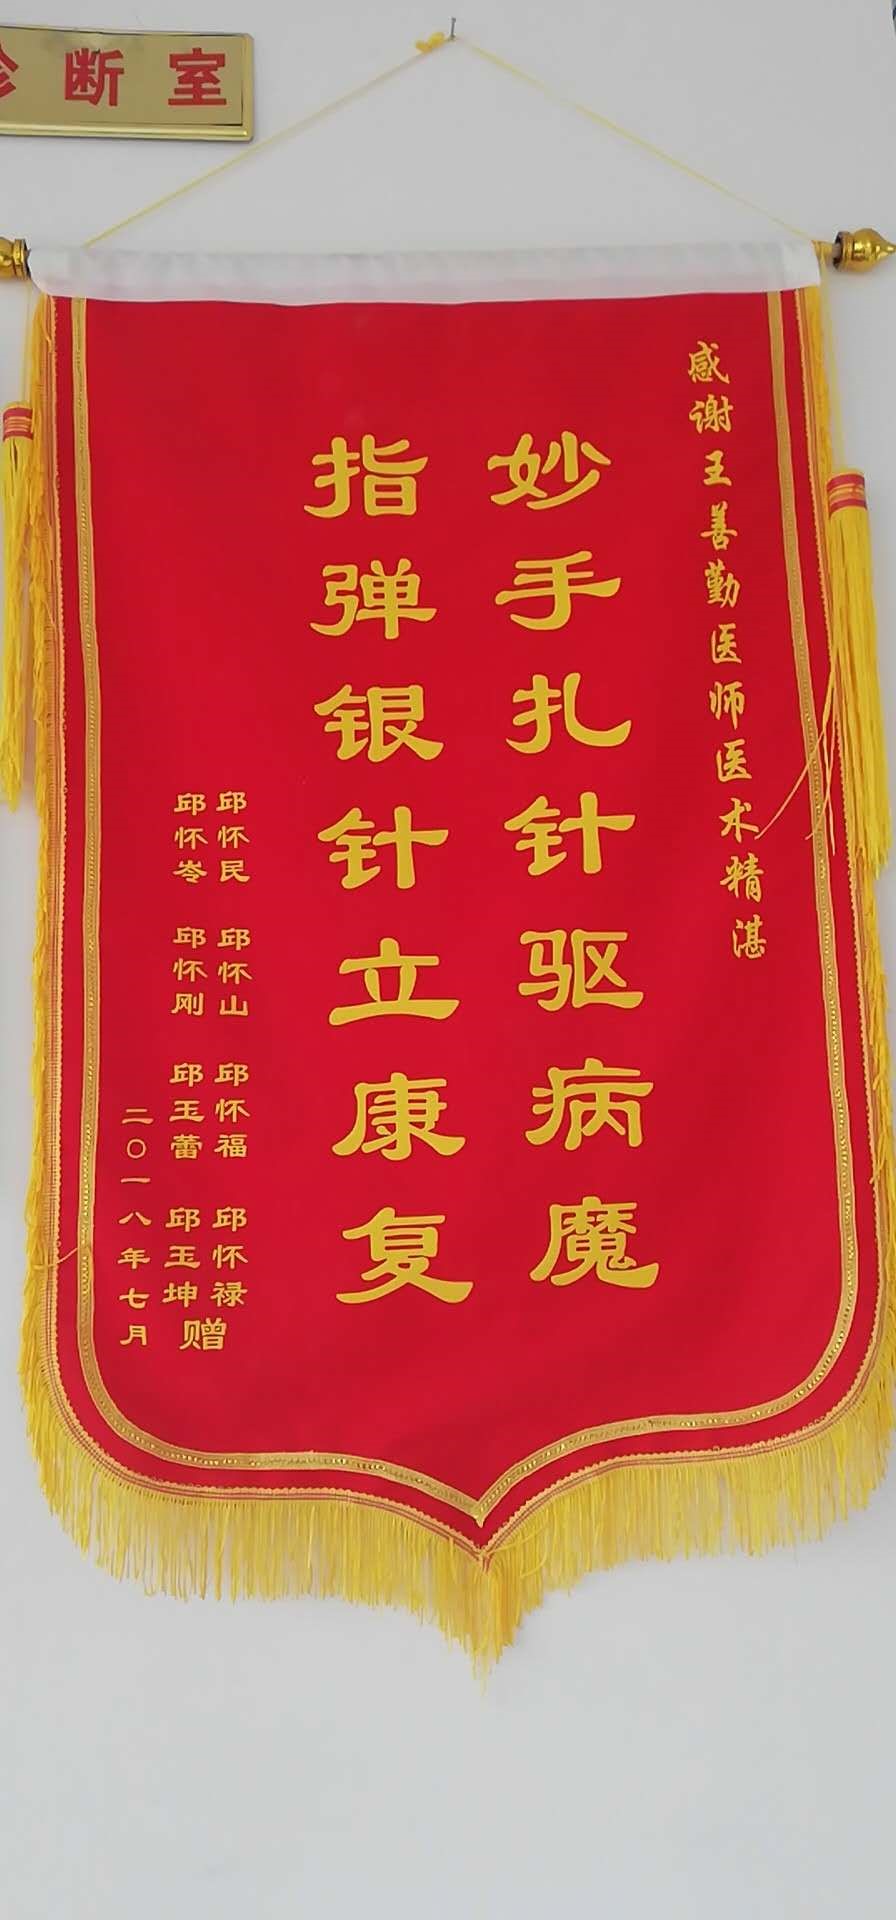 诊断室
感谢王善勤医师医术精湛
妙手扎针驱病魔
指弹银针立康复
邱怀民 邱怀山 邱怀福 邱怀禄
邱怀岺 邱怀刚 邱玉蕾 邱玉坤 赠
二〇一八年七月